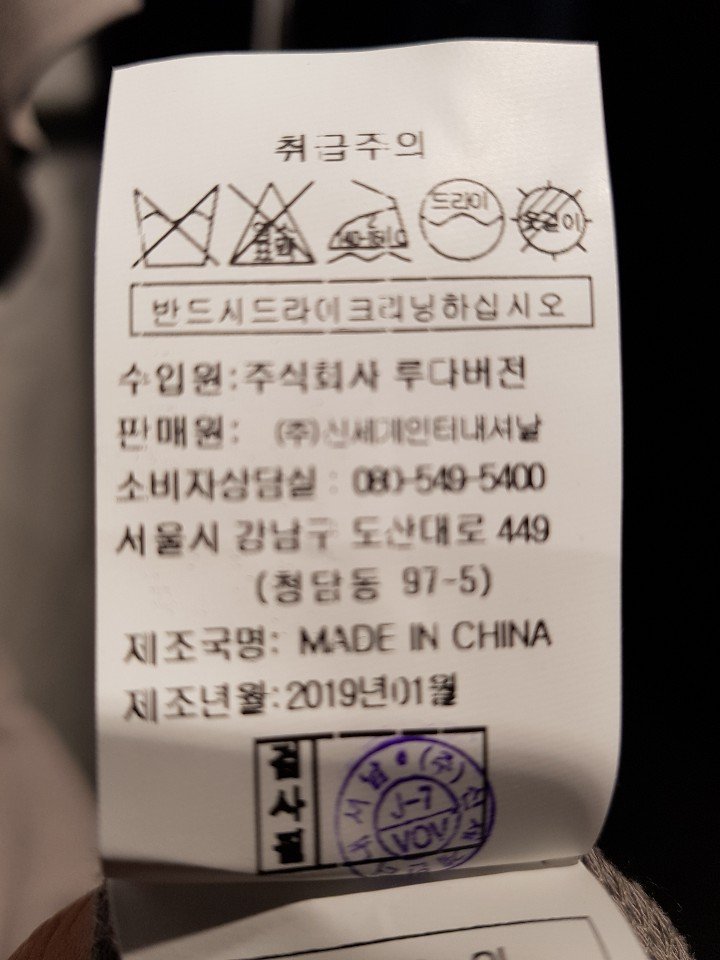 취급주의
드라이
옷걸이
반드시드라이크리닝하십시오
수입원:주식회사 루다버전
판매원: (주)신세계인터내셔날
소비자상담실 : 080-549-5400
서울시 강남구 도산대로 449
(청담동 97-5)
제조국명: MADE IN CHINA
제조년월:2019년01월
검사필
J-7
VOV